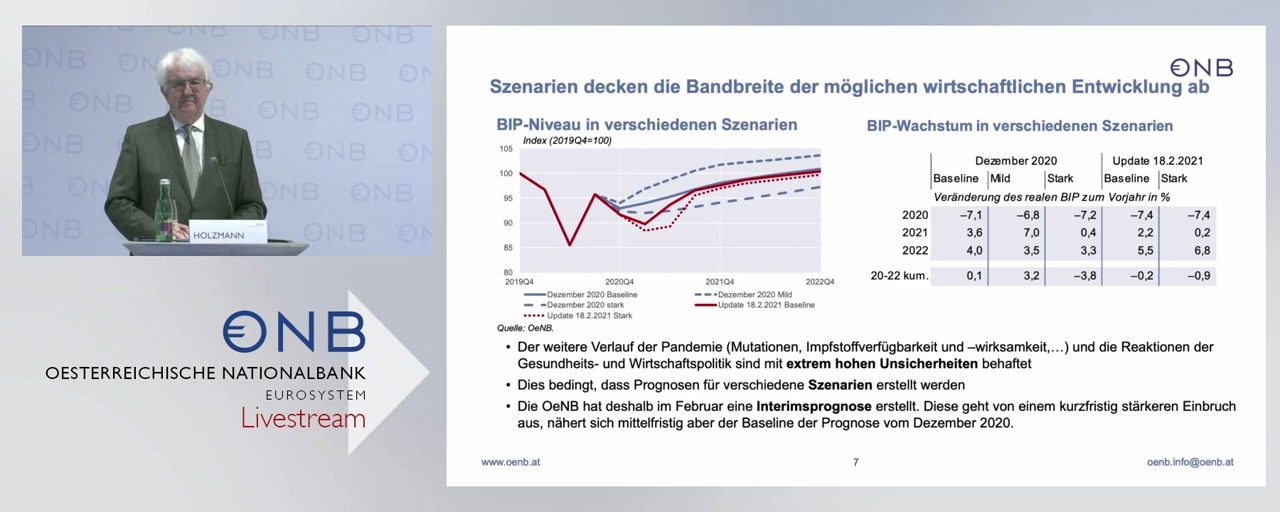 HOLZMANN
€NB
OESTERREICHISCHE NATIONALBANK
EUROSYSTEM
Livestream
€NB
Szenarien decken die Bandbreite der möglichen wirtschaftlichen Entwicklung ab
BIP-Niveau in verschiedenen Szenarien
Index (2019Q4=100)
105
100
95
90
85
80
2019Q4 2020Q4 2021Q4 2022Q4
Dezember 2020 Baseline Dezember 2020 Mild
Dezember 2020 stark Update 18.2.2021 Baseline
Update 18.2.2021 Stark
Quelle: OeNB.
BIP-Wachstum in verschiedenen Szenarien
Dezember 2020 Update 18.2.2021
Baseline Mild Stark Baseline Stark
Veränderung des realen BIP zum Vorjahr in %
2020 –7,1 –6,8 –7,2 –7,4 –7,4
2021 3,6 7,0 0,4 2,2 0,2
2022 4,0 3,5 3,3 5,5 6,8
20-22 kum. 0,1 3,2 –3,8 –0,2 –0,9
• Der weitere Verlauf der Pandemie (Mutationen, Impfstoffverfügbarkeit und –wirksamkeit,…) und die Reaktionen der
Gesundheits- und Wirtschaftspolitik sind mit extrem hohen Unsicherheiten behaftet
• Dies bedingt, dass Prognosen für verschiedene Szenarien erstellt werden
• Die OeNB hat deshalb im Februar eine Interimsprognose erstellt. Diese geht von einem kurzfristig stärkeren Einbruch
aus, nähert sich mittelfristig aber der Baseline der Prognose vom Dezember 2020.
www.oenb.at 7 oenb.info@oenb.at